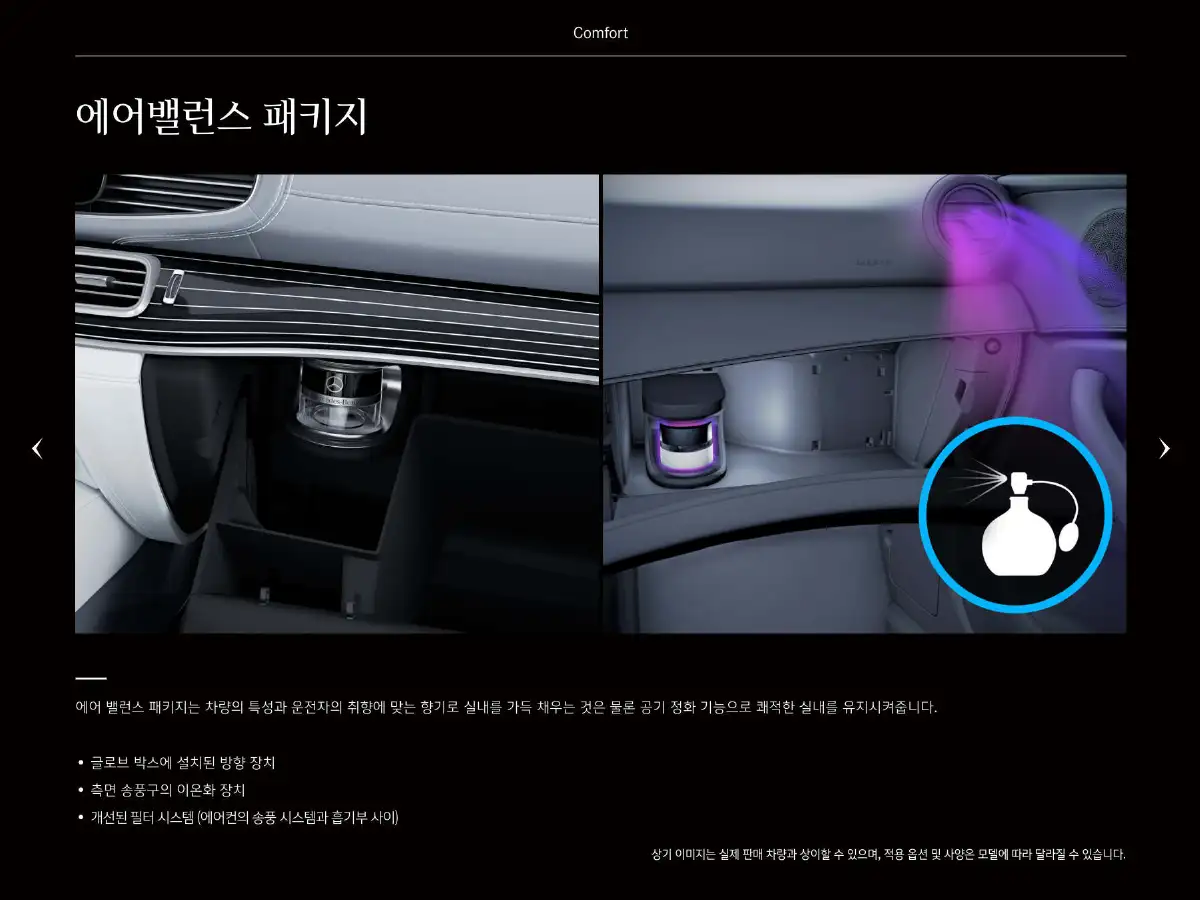 Comfort
에어밸런스 패키지
에어 밸런스 패키지는 차량의 특성과 운전자의 취향에 맞는 향기로 실내를 가득 채우는 것은 물론 공기 정화 기능으로 쾌적한 실내를 유지시켜줍니다.
• 글로브 박스에 설치된 방향 장치
• 측면 송풍구의 이온화 장치
• 개선된 필터 시스템 (에어컨의 송풍 시스템과 흡기부 사이)
상기 이미지는 실제 판매 차량과 상이할 수 있으며, 적용 옵션 및 사양은 모델에 따라 달라질 수 있습니다.